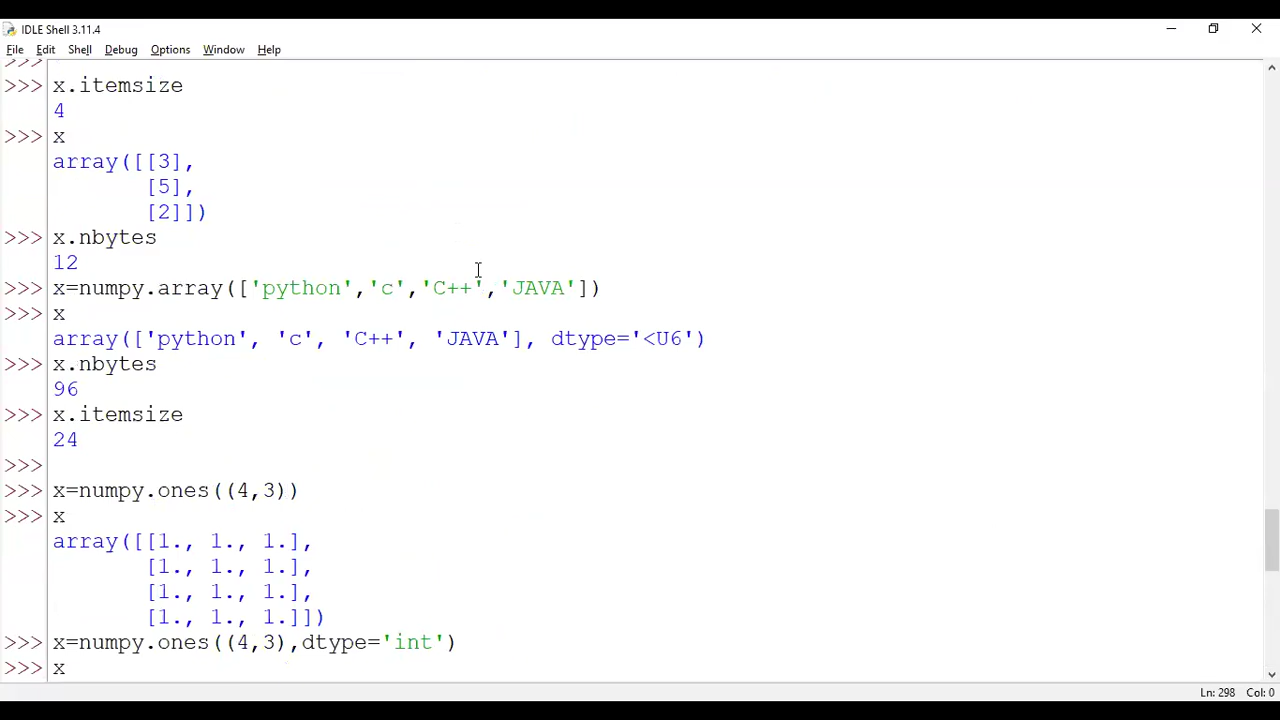 IDLE Shell 3.11.4
File Edit Shell Debug Options Window Help
>>>
>>> x.itemsize
4
>>> x
array([[3],
       [5],
       [2]])
>>> x.nbytes
12
>>> x=numpy.array(['python','c','C++','JAVA'])
>>> x
array(['python', 'c', 'C++', 'JAVA'], dtype='<U6')
>>> x.nbytes
96
>>> x.itemsize
24
>>>
>>> x=numpy.ones((4,3))
>>> x
array([[1., 1., 1.],
       [1., 1., 1.],
       [1., 1., 1.],
       [1., 1., 1.]])
>>> x=numpy.ones((4,3),dtype='int')
>>> x
Ln: 298 Col: 0